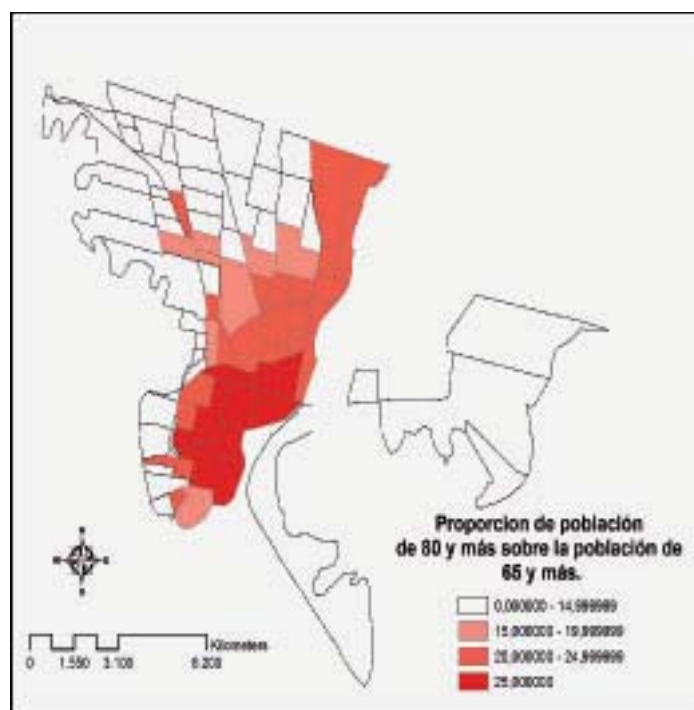 Proporcion de población
de 80 y más sobre la población de
65 y más.
0,000000 - 14,999999
15,000000 - 19,999999
20,000000 - 24,999999
25,000000
Kilometers
0 1.550 3.100 6.200